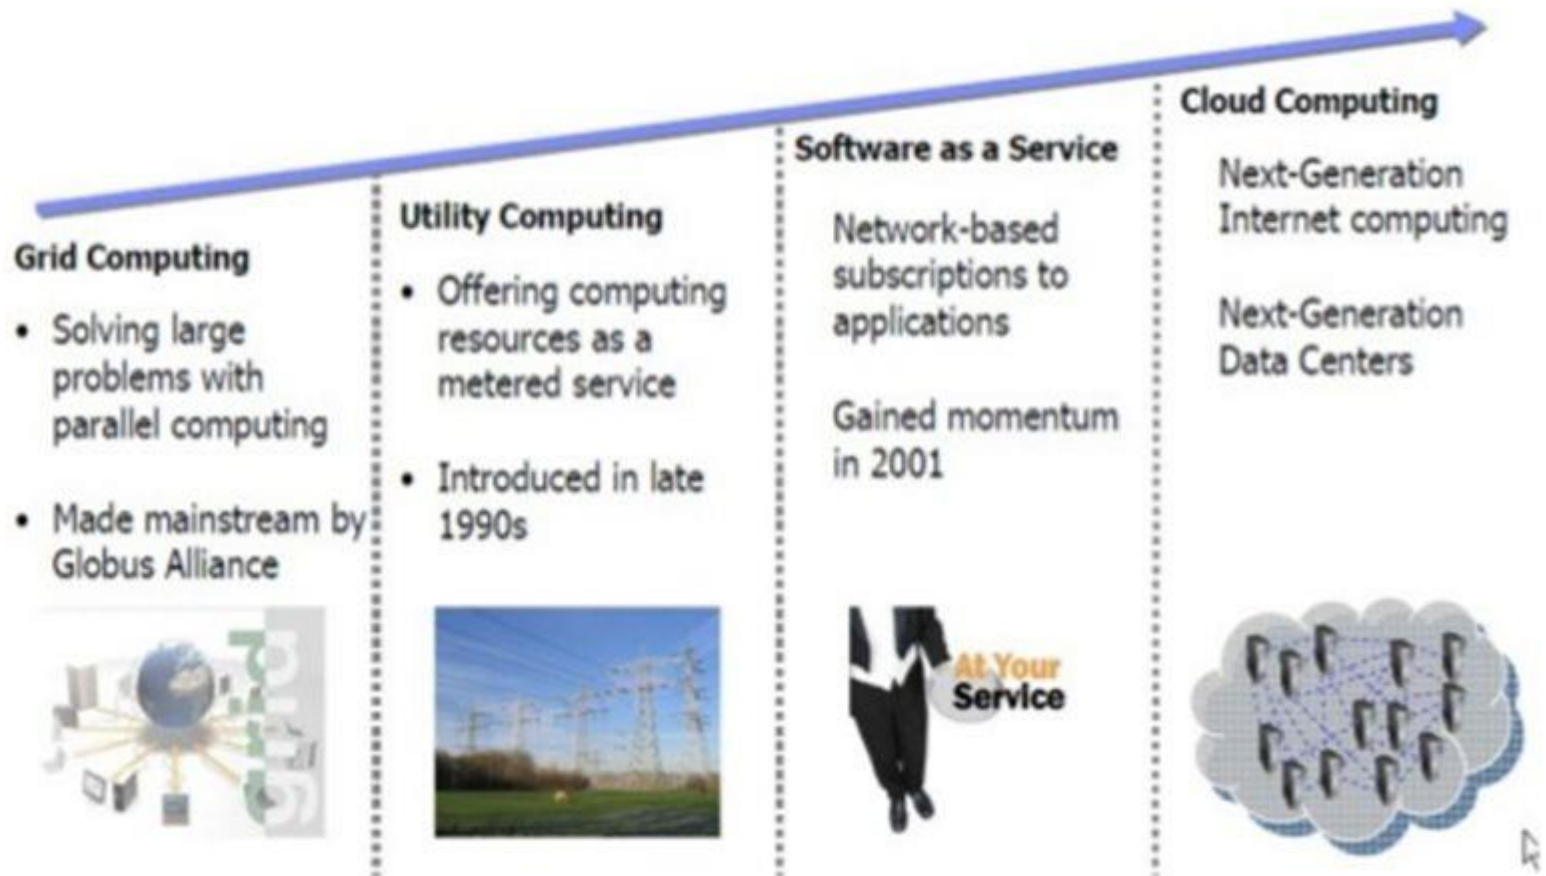 Grid Computing
• Solving large
problems with
parallel computing
• Made mainstream by
Globus Alliance
grid
grid
Utility Computing
• Offering computing
resources as a
metered service
• Introduced in late
1990s
Software as a Service
Network-based
subscriptions to
applications
Gained momentum
in 2001
At Your
Service
Cloud Computing
Next-Generation
Internet computing
Next-Generation
Data Centers